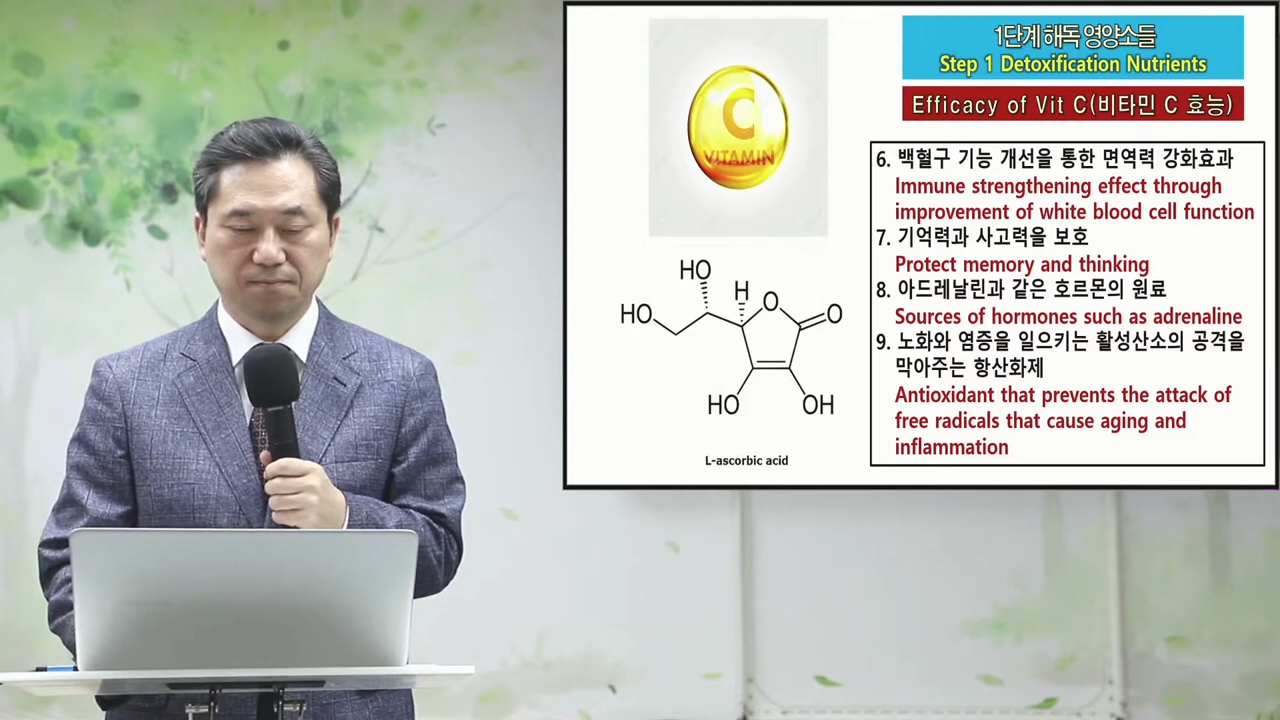 C
VITAMIN
1단계 해독 영양소들
Step 1 Detoxification Nutrients
Efficacy of Vit C(비타민 C 효능)
6. 백혈구 기능 개선을 통한 면역력 강화효과
Immune strengthening effect through
improvement of white blood cell function
7. 기억력과 사고력을 보호
Protect memory and thinking
8. 아드레날린과 같은 호르몬의 원료
Sources of hormones such as adrenaline
9. 노화와 염증을 일으키는 활성산소의 공격을
막아주는 항산화제
Antioxidant that prevents the attack of
free radicals that cause aging and
inflammation
HO
H
O
HO
O
HO
OH
L-ascorbic acid